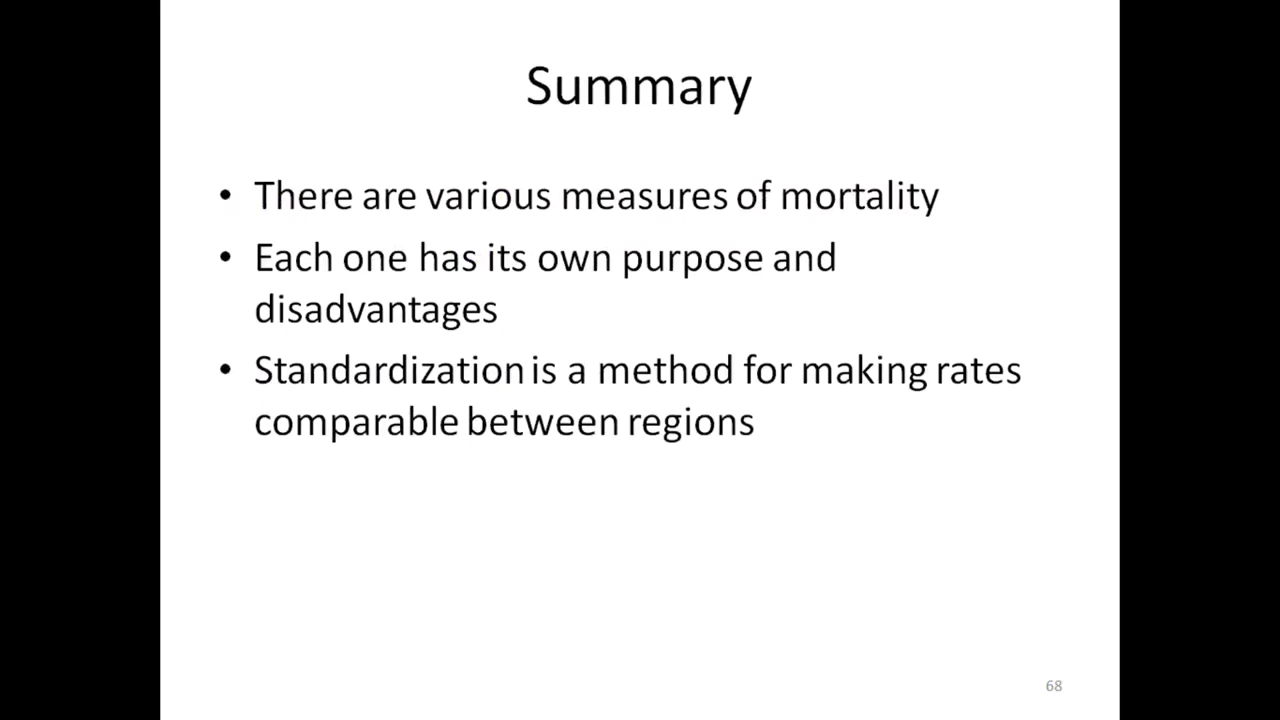 Summary
• There are various measures of mortality
• Each one has its own purpose and
disadvantages
• Standardization is a method for making rates
comparable between regions
68